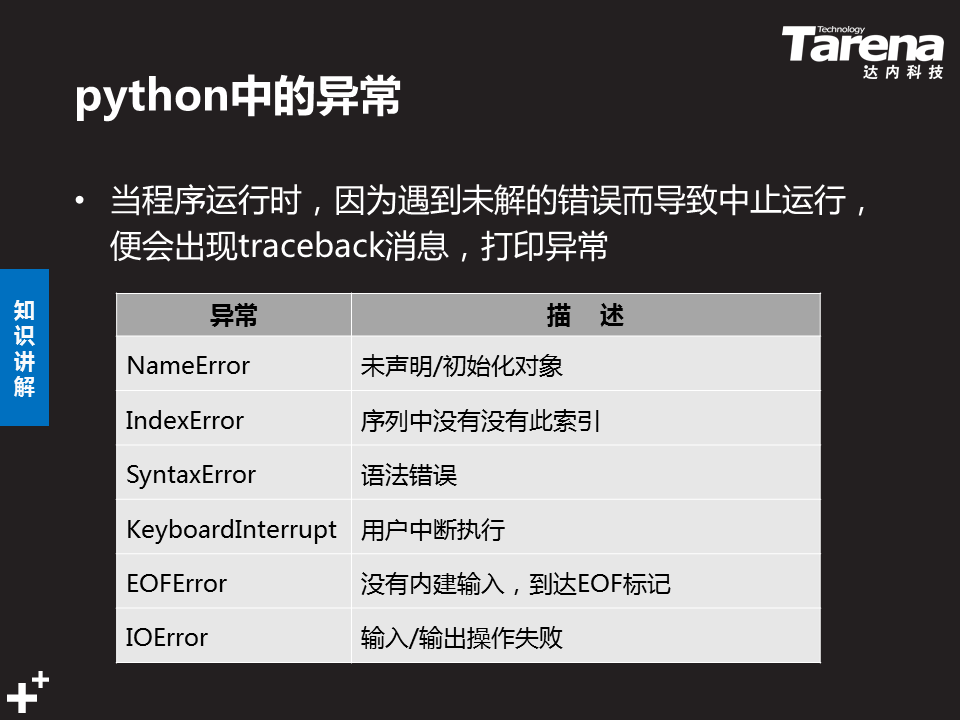 Technology
Tarena
达内科技
python中的异常
• 当程序运行时，因为遇到未解的错误而导致中止运行，
便会出现traceback消息，打印异常
知
识
讲
解
异常 描 述
NameError 未声明/初始化对象
IndexError 序列中没有没有此索引
SyntaxError 语法错误
KeyboardInterrupt 用户中断执行
EOFError 没有内建输入，到达EOF标记
IOError 输入/输出操作失败